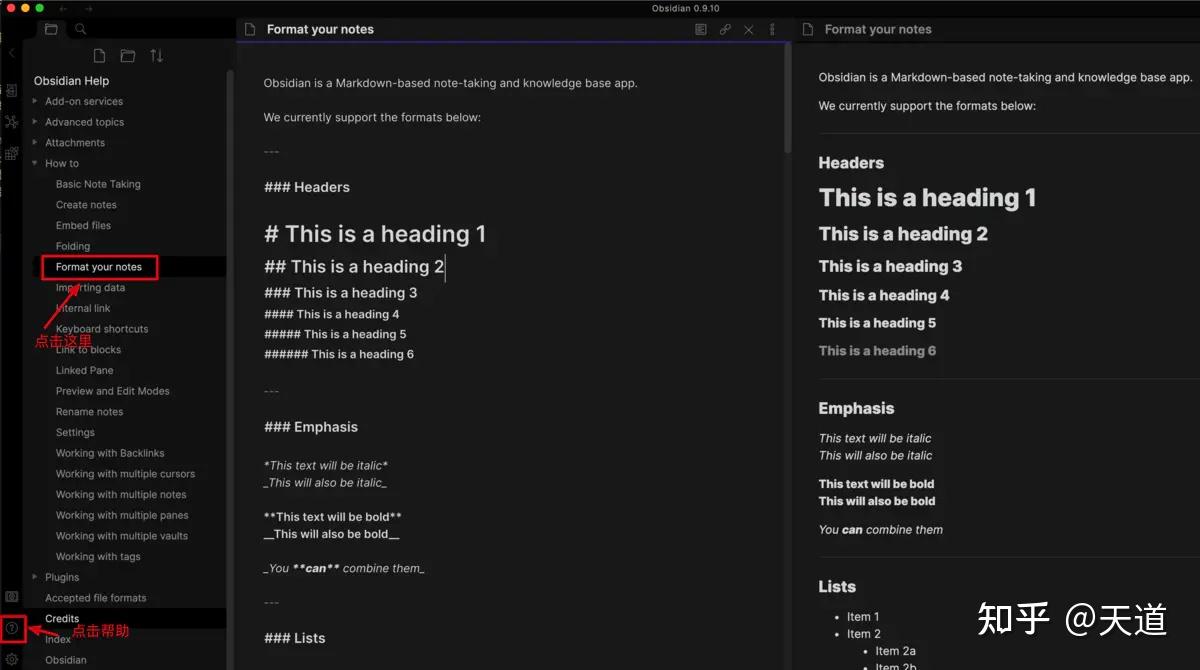 Obsidian 0.9.10
Obsidian Help
Add-on services
Advanced topics
Attachments
How to
Basic Note Taking
Create notes
Embed files
Folding
Format your notes
Importing data
Internal link
Keyboard shortcuts
Link to blocks
Linked Pane
Preview and Edit Modes
Rename notes
Settings
Working with Backlinks
Working with multiple cursors
Working with multiple notes
Working with multiple panes
Working with multiple vaults
Working with tags
Plugins
Accepted file formats
Credits
Index
Obsidian
点击这里
点击帮助
Format your notes
Obsidian is a Markdown-based note-taking and knowledge base app.
We currently support the formats below:
---
### Headers
# This is a heading 1
## This is a heading 2
### This is a heading 3
#### This is a heading 4
##### This is a heading 5
###### This is a heading 6
---
### Emphasis
*This text will be italic*
_This will also be italic_
**This text will be bold**
__This will also be bold__
_You **can** combine them_
---
### Lists
Format your notes
Obsidian is a Markdown-based note-taking and knowledge base app.
We currently support the formats below:
Headers
This is a heading 1
This is a heading 2
This is a heading 3
This is a heading 4
This is a heading 5
This is a heading 6
Emphasis
This text will be italic
This will also be italic
This text will be bold
This will also be bold
You can combine them
Lists
Item 1
Item 2
Item 2a
Item 2b
知乎 @天道